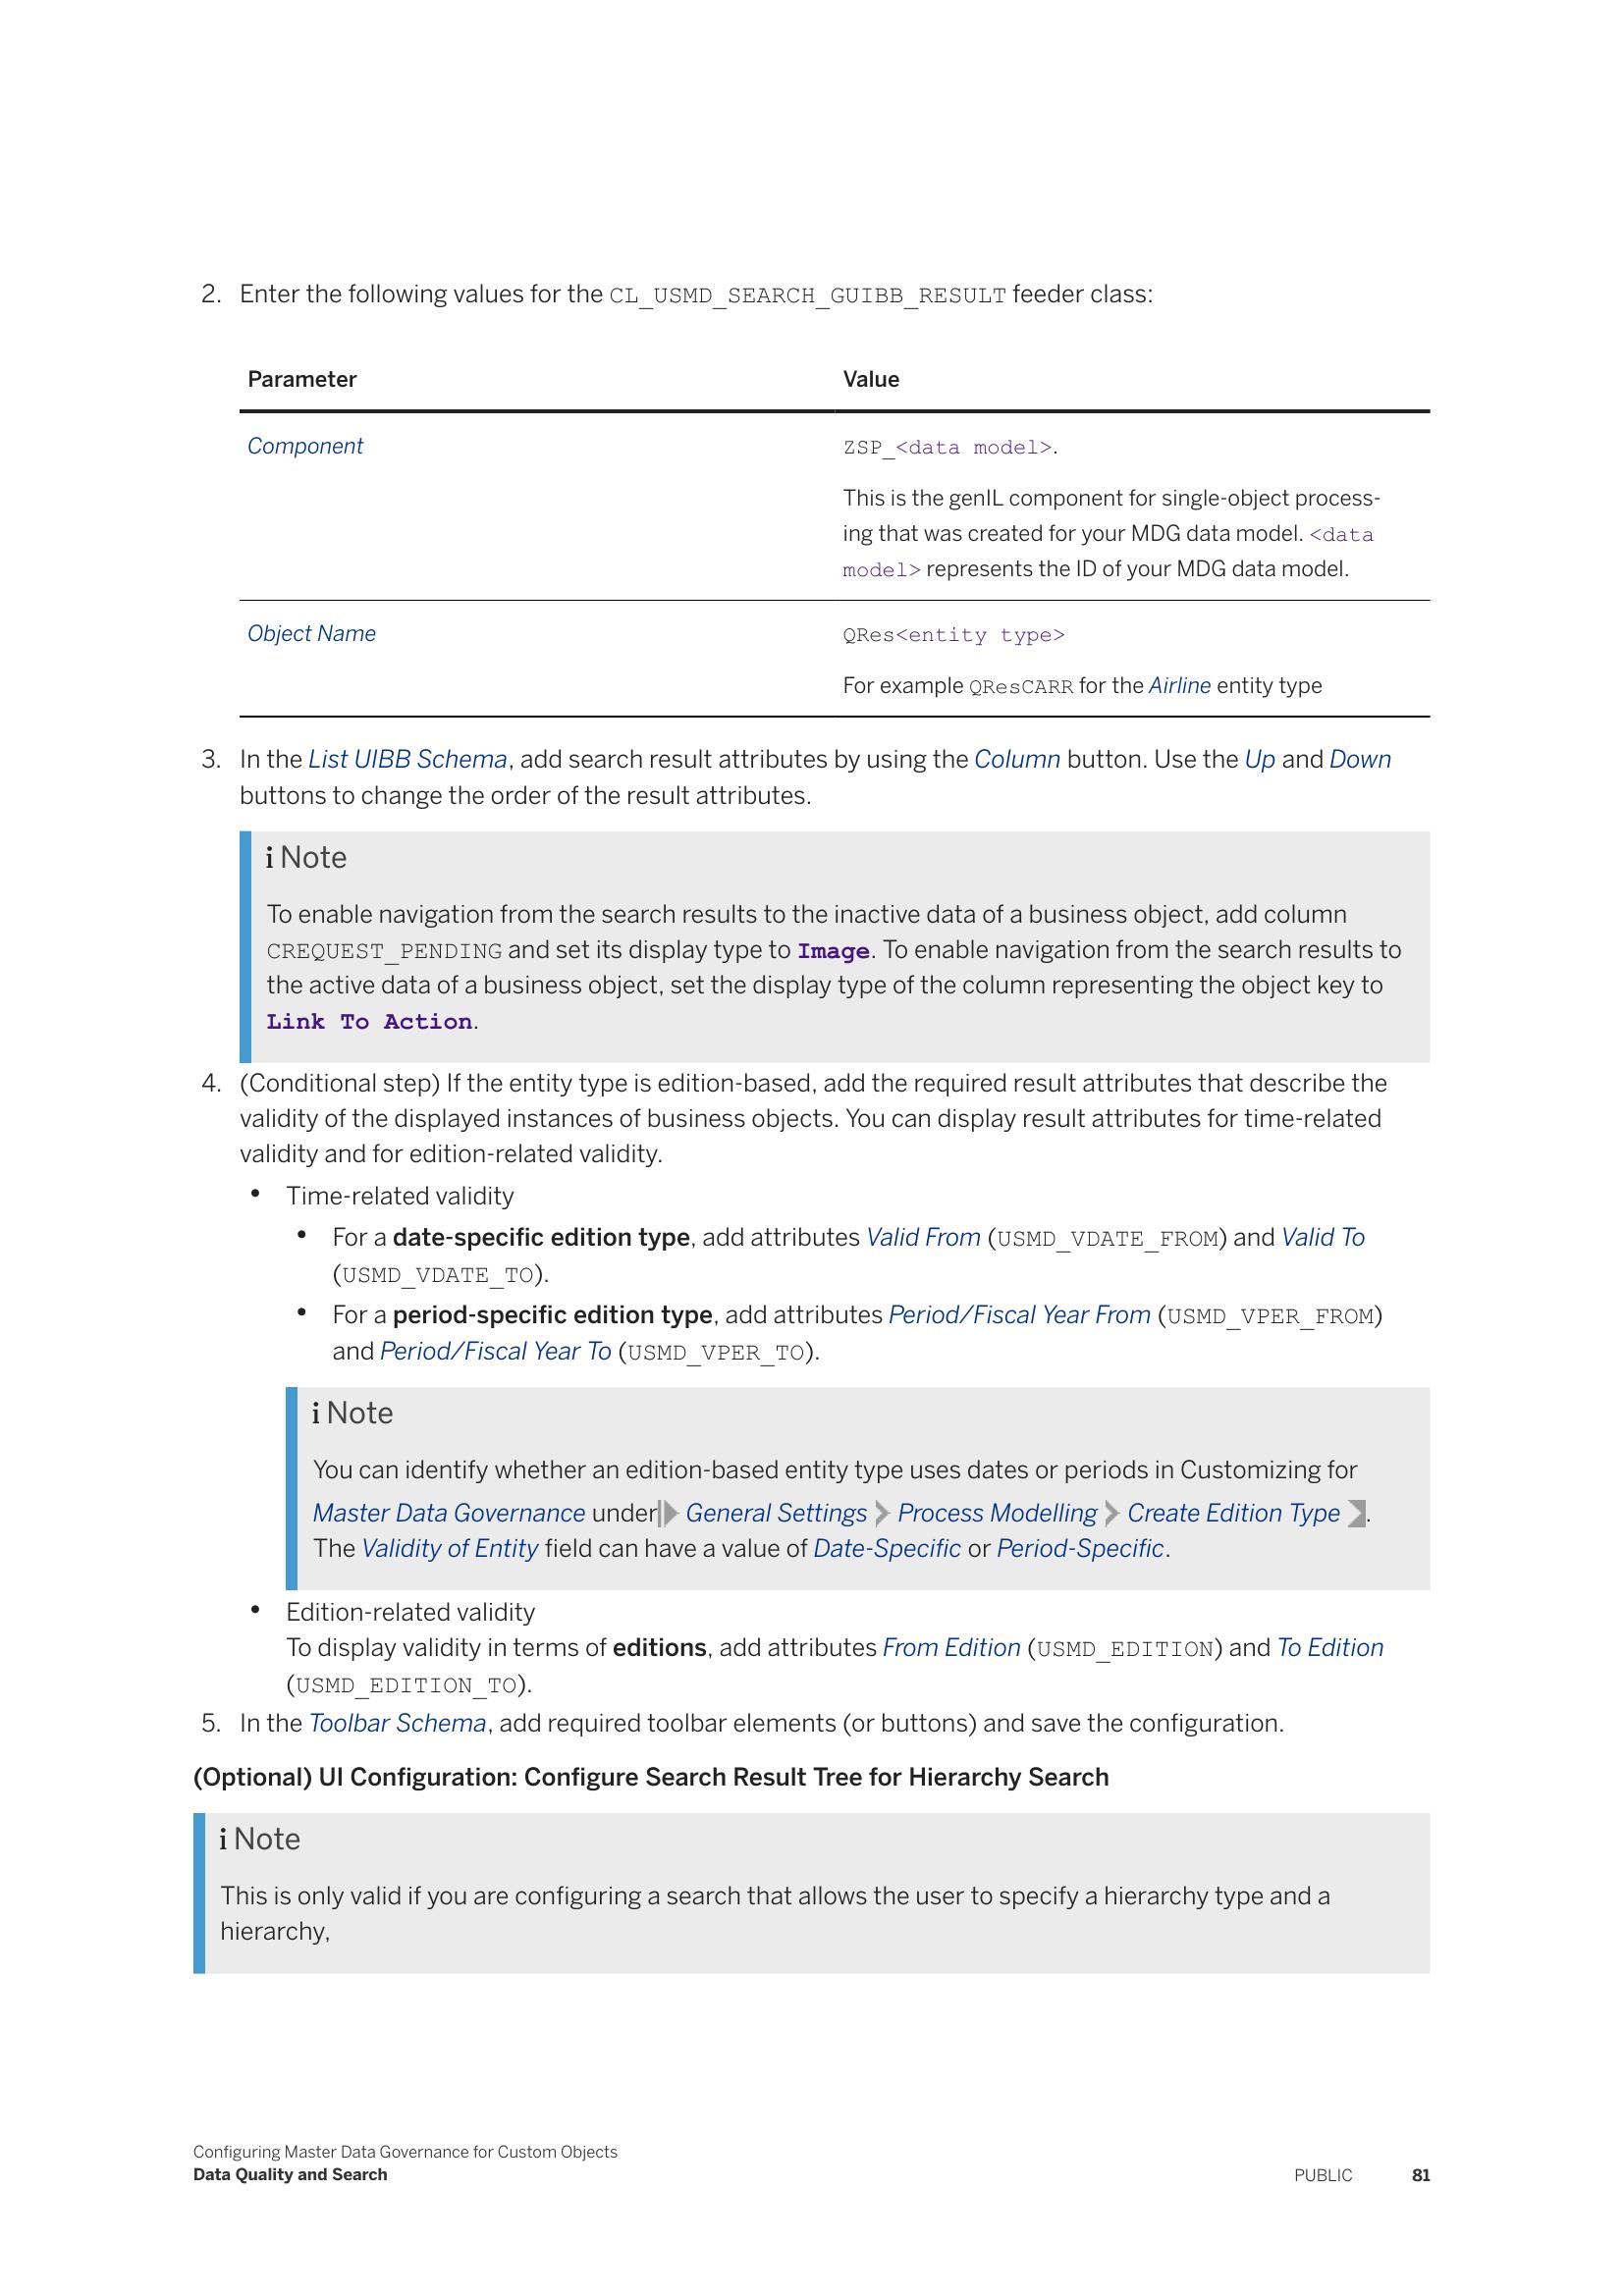 2. Enter the following values for the CL_USMD_SEARCH_GUIBB_RESULT feeder class:
Parameter Value
Component ZSP_<data model>.
This is the genIL component for single-object process-
ing that was created for your MDG data model. <data
model> represents the ID of your MDG data model.
Object Name QRes<entity type>
For example QResCARR for the Airline entity type
3. In the List UIBB Schema, add search result attributes by using the Column button. Use the Up and Down
buttons to change the order of the result attributes.
i Note
To enable navigation from the search results to the inactive data of a business object, add column
CREQUEST_PENDING and set its display type to Image. To enable navigation from the search results to
the active data of a business object, set the display type of the column representing the object key to
Link To Action.
4. (Conditional step) If the entity type is edition-based, add the required result attributes that describe the
validity of the displayed instances of business objects. You can display result attributes for time-related
validity and for edition-related validity.
• Time-related validity
• For a date-specific edition type, add attributes Valid From (USMD_VDATE_FROM) and Valid To
(USMD_VDATE_TO).
• For a period-specific edition type, add attributes Period/Fiscal Year From (USMD_VPER_FROM)
and Period/Fiscal Year To (USMD_VPER_TO).
i Note
You can identify whether an edition-based entity type uses dates or periods in Customizing for
Master Data Governance under General Settings Process Modelling Create Edition Type .
The Validity of Entity field can have a value of Date-Specific or Period-Specific.
• Edition-related validity
To display validity in terms of editions, add attributes From Edition (USMD_EDITION) and To Edition
(USMD_EDITION_TO).
5. In the Toolbar Schema, add required toolbar elements (or buttons) and save the configuration.
(Optional) UI Configuration: Configure Search Result Tree for Hierarchy Search
i Note
This is only valid if you are configuring a search that allows the user to specify a hierarchy type and a
hierarchy,
Configuring Master Data Governance for Custom Objects
Data Quality and Search PUBLIC 81